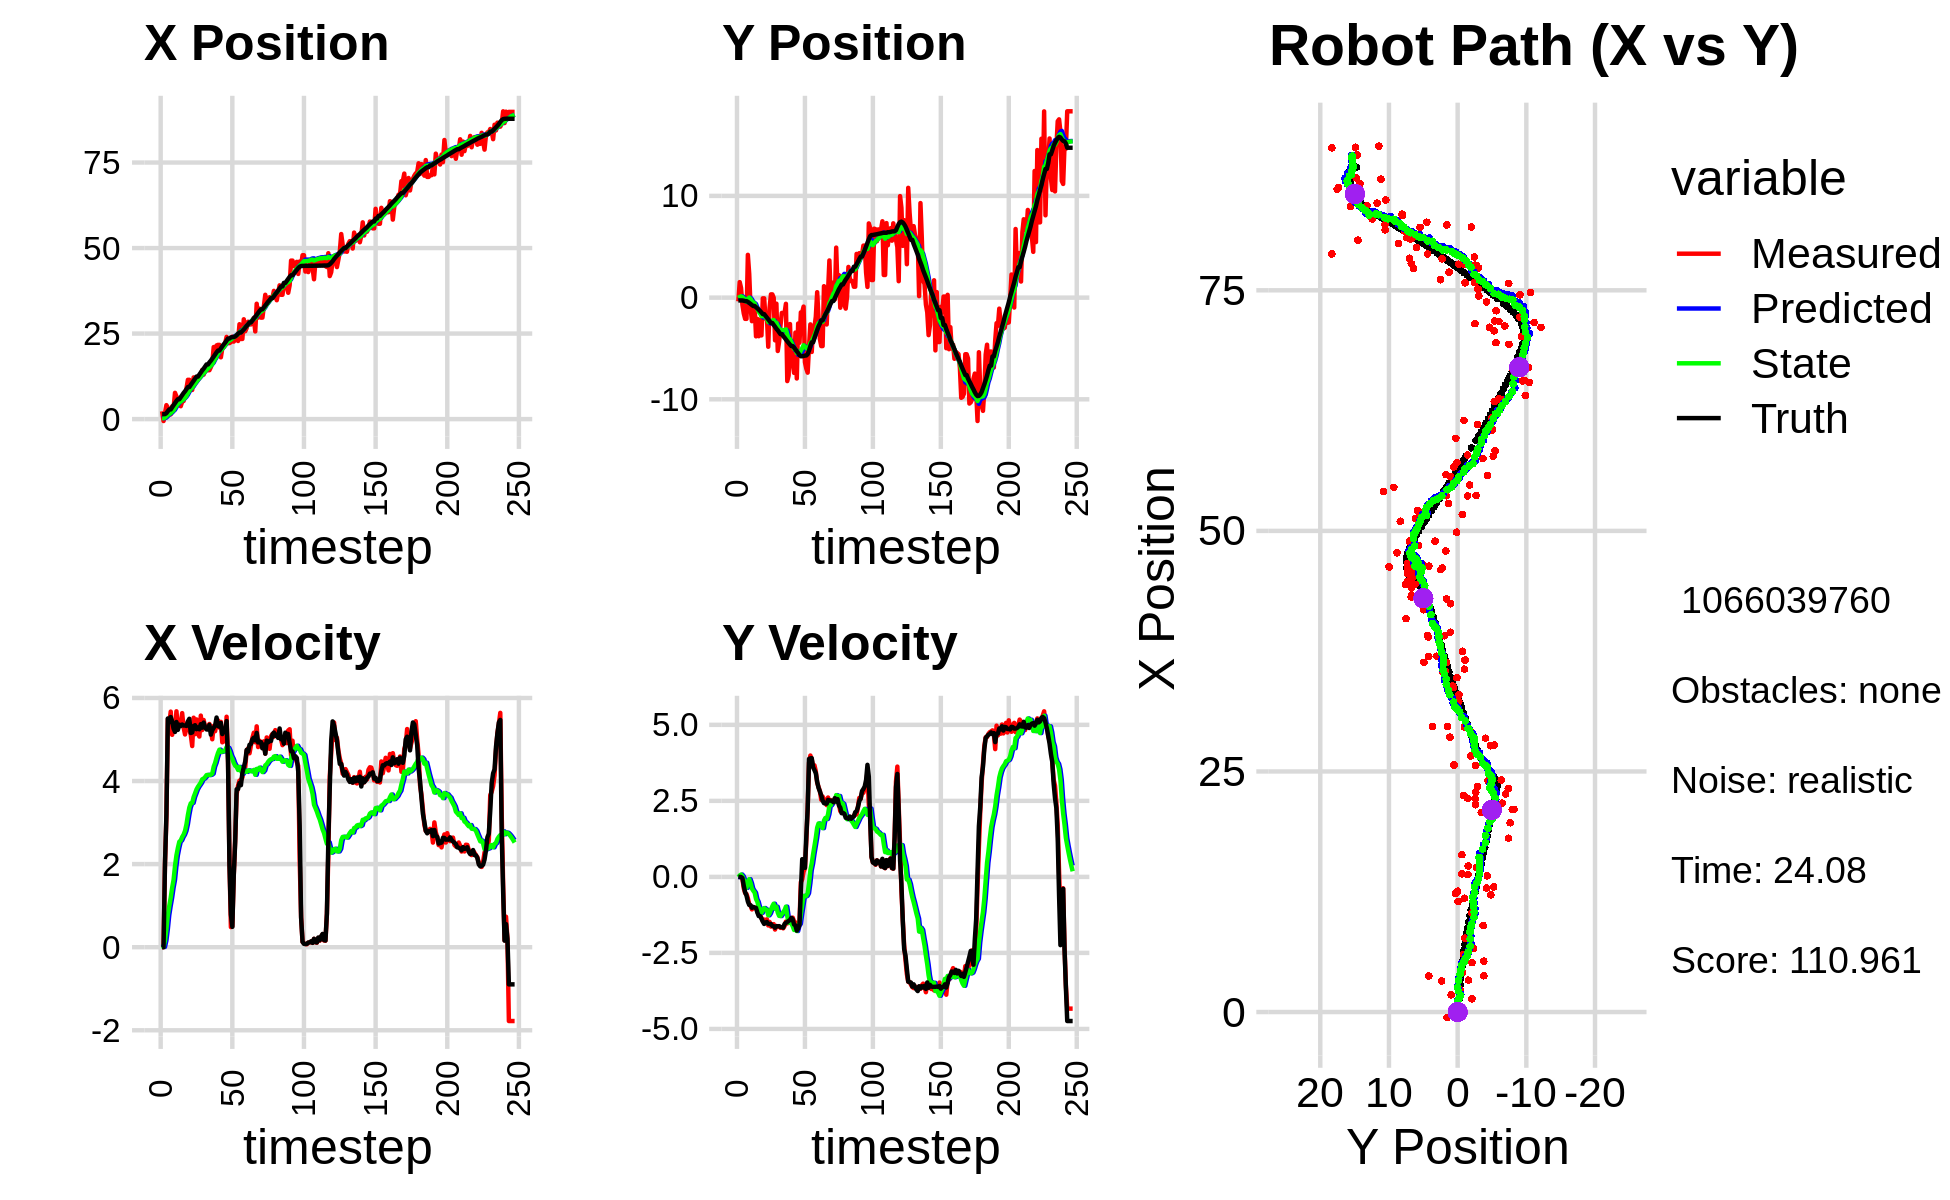 X Position
75
50
25
0
0
50
100
150
200
250
timestep
Y Position
10
0
-10
0
50
100
150
200
250
timestep
X Velocity
6
4
2
0
-2
0
50
100
150
200
250
timestep
Y Velocity
5.0
2.5
0.0
-2.5
-5.0
0
50
100
150
200
250
timestep
Robot Path (X vs Y)
X Position
75
50
25
0
20 10 0 -10 -20
Y Position
variable
Measured
Predicted
State
Truth
1066039760
Obstacles: none
Noise: realistic
Time: 24.08
Score: 110.961